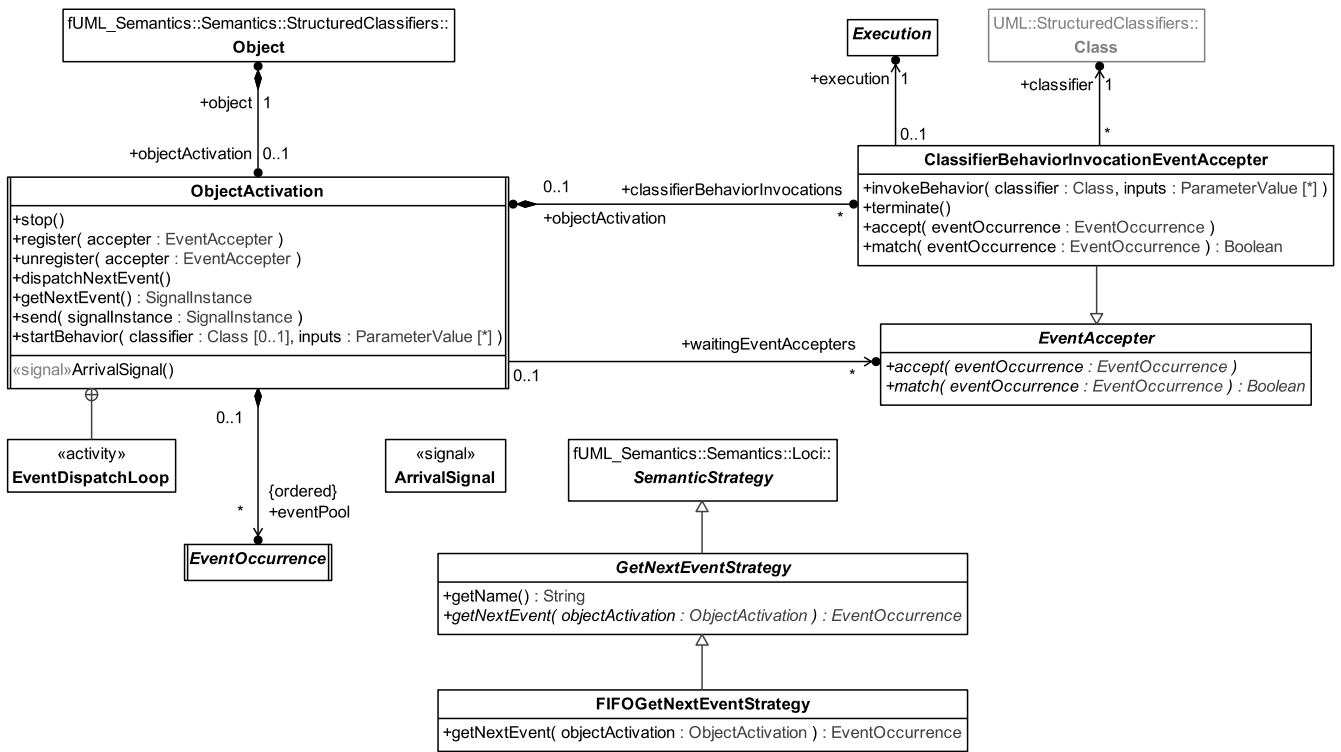 fUML_Semantics::Semantics::StructuredClassifiers::
Object
+object 1
+objectActivation 0..1
Execution
+execution 1
0..1
UML::StructuredClassifiers::
Class
+classifier 1
*
ObjectActivation
+stop()
+register( accepter : EventAccepter )
+unregister( accepter : EventAccepter )
+dispatchNextEvent()
+getNextEvent() : SignalInstance
+send( signalInstance : SignalInstance )
+startBehavior( classifier : Class [0..1], inputs : ParameterValue [*] )
«signal»ArrivalSignal()
0..1 +classifierBehaviorInvocations
+objectActivation *
ClassifierBehaviorInvocationEventAccepter
+invokeBehavior( classifier : Class, inputs : ParameterValue [*] )
+terminate()
+accept( eventOccurrence : EventOccurrence )
+match( eventOccurrence : EventOccurrence ) : Boolean
+waitingEventAccepters
0..1 *
EventAccepter
+accept( eventOccurrence : EventOccurrence )
+match( eventOccurrence : EventOccurrence ) : Boolean
0..1
«activity»
EventDispatchLoop
{ordered}
* +eventPool
EventOccurrence
«signal»
ArrivalSignal
fUML_Semantics::Semantics::Loci::
SemanticStrategy
GetNextEventStrategy
+getName() : String
+getNextEvent( objectActivation : ObjectActivation ) : EventOccurrence
FIFOGetNextEventStrategy
+getNextEvent( objectActivation : ObjectActivation ) : EventOccurrence